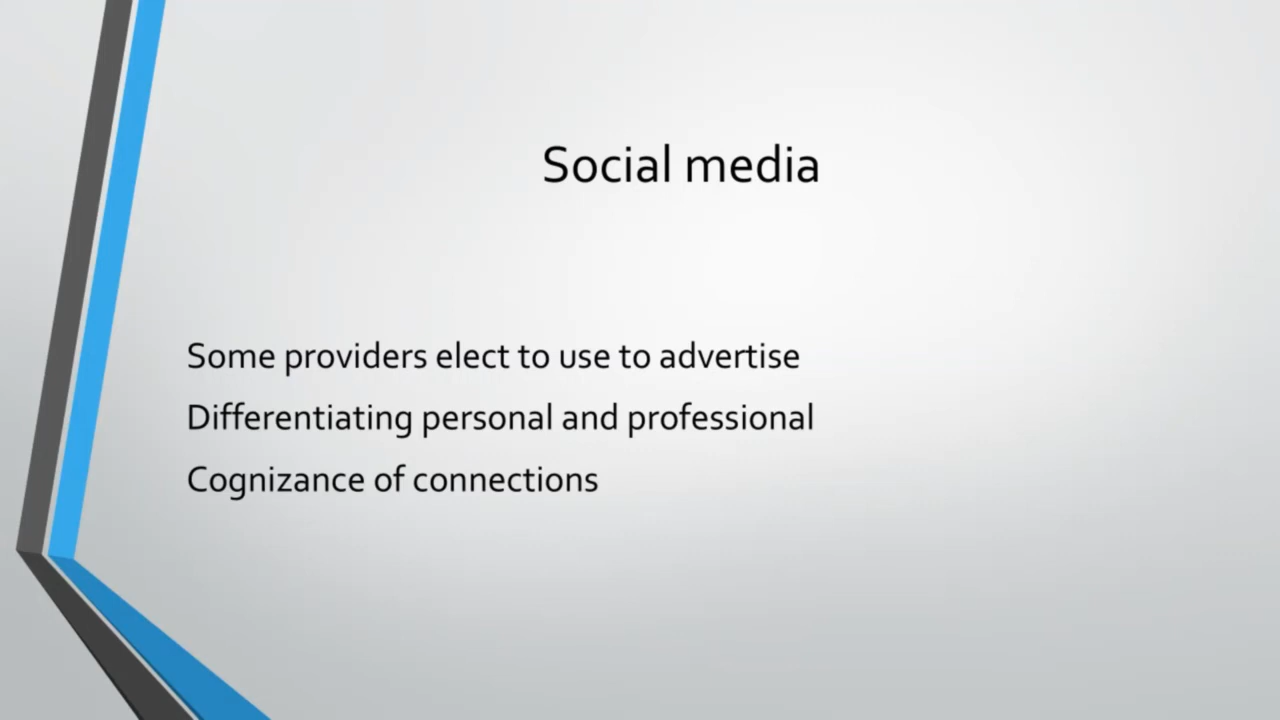 Social media
Some providers elect to use to advertise
Differentiating personal and professional
Cognizance of connections